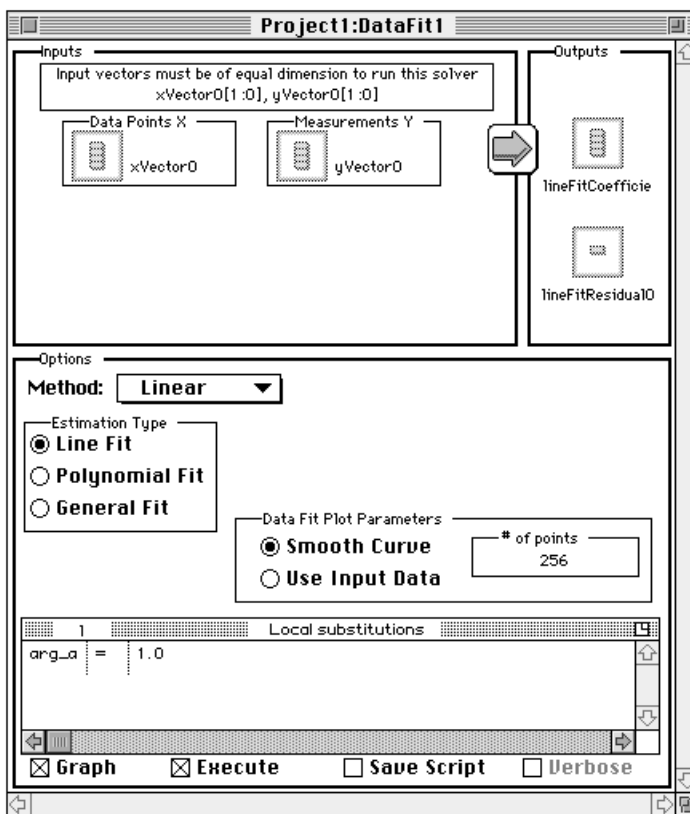 Project1:DataFit1
Inputs
Outputs
Input vectors must be of equal dimension to run this solver
xVector0[1 :0], yVector0[1 :0]
Data Points X
Measurements Y
xVector0
yVector0
lineFitCoefficie
lineFitResidual0
Options
Method: Linear
Estimation Type
Line Fit
Polynomial Fit
General Fit
Data Fit Plot Parameters
Smooth Curve
Use Input Data
# of points
256
1 Local substitutions
arg_a = 1.0
Graph Execute Save Script Verbose